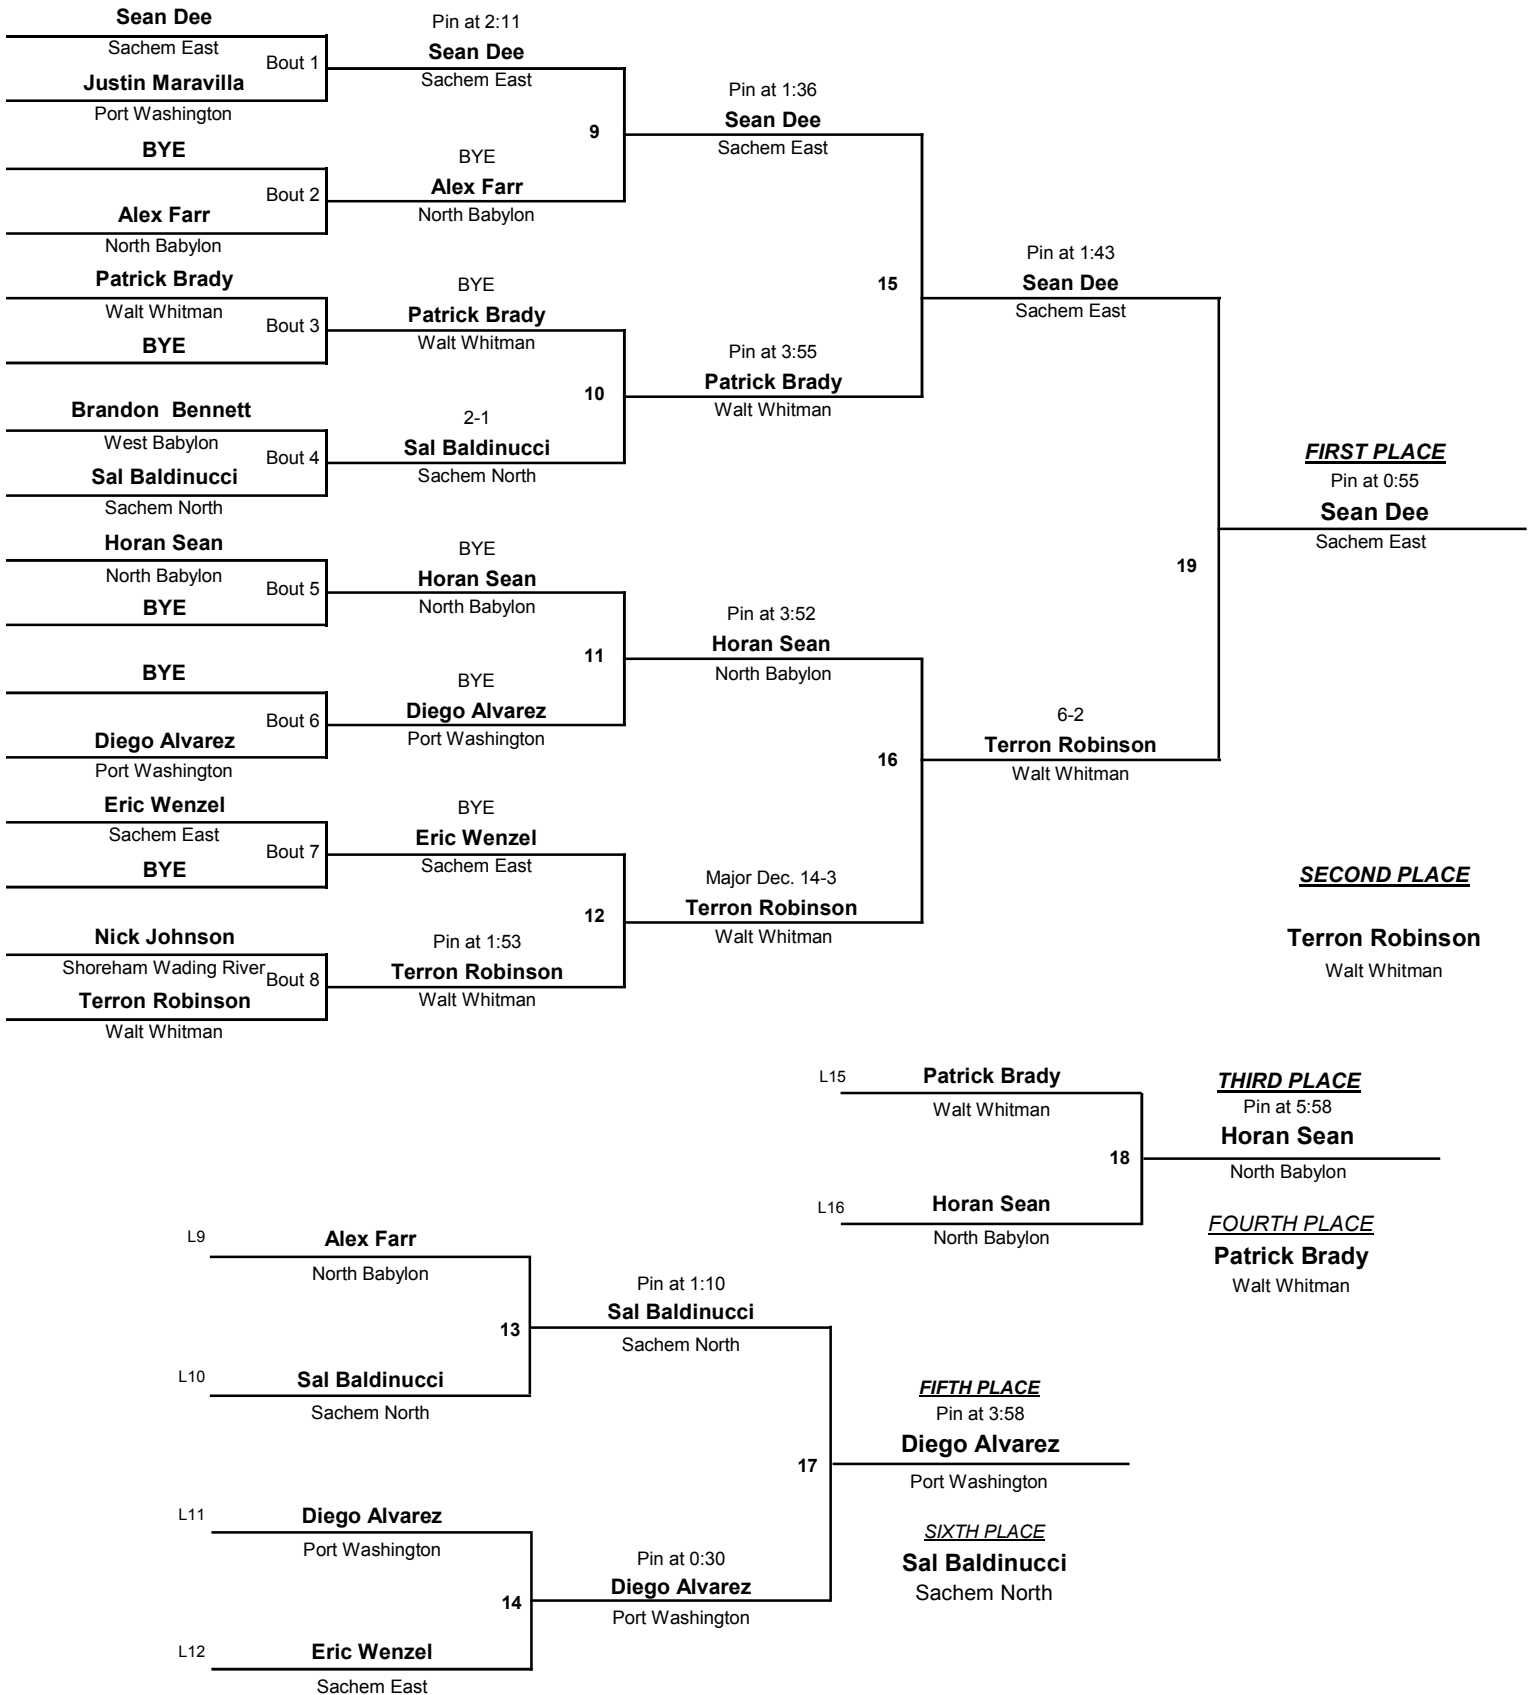 Sean Dee
Sachem East
Bout 1
Justin Maravilla
Port Washington
BYE
Bout 2
Alex Farr
North Babylon
Patrick Brady
Walt Whitman
Bout 3
BYE
Brandon  Bennett
West Babylon
Bout 4
Sal Baldinucci
Sachem North
Horan Sean
North Babylon
Bout 5
BYE
BYE
Bout 6
Diego Alvarez
Port Washington
Eric Wenzel
Sachem East
Bout 7
BYE
Nick Johnson
Shoreham Wading River
Bout 8
Terron Robinson
Walt Whitman
Pin at 2:11
Sean Dee
Sachem East
9
BYE
Alex Farr
North Babylon
BYE
Patrick Brady
Walt Whitman
10
2-1
Sal Baldinucci
Sachem North
BYE
Horan Sean
North Babylon
11
BYE
Diego Alvarez
Port Washington
BYE
Eric Wenzel
Sachem East
12
Pin at 1:53
Terron Robinson
Walt Whitman
Pin at 1:36
Sean Dee
Sachem East
15
Pin at 3:55
Patrick Brady
Walt Whitman
Pin at 3:52
Horan Sean
North Babylon
16
Major Dec. 14-3
Terron Robinson
Walt Whitman
Pin at 1:43
Sean Dee
Sachem East
19
6-2
Terron Robinson
Walt Whitman
FIRST PLACE
Pin at 0:55
Sean Dee
Sachem East
SECOND PLACE
Terron Robinson
Walt Whitman
L15
Patrick Brady
Walt Whitman
18
L16
Horan Sean
North Babylon
THIRD PLACE
Pin at 5:58
Horan Sean
North Babylon
FOURTH PLACE
Patrick Brady
Walt Whitman
L9
Alex Farr
North Babylon
13
L10
Sal Baldinucci
Sachem North
L11
Diego Alvarez
Port Washington
14
L12
Eric Wenzel
Sachem East
Pin at 1:10
Sal Baldinucci
Sachem North
17
Pin at 0:30
Diego Alvarez
Port Washington
FIFTH PLACE
Pin at 3:58
Diego Alvarez
Port Washington
SIXTH PLACE
Sal Baldinucci
Sachem North